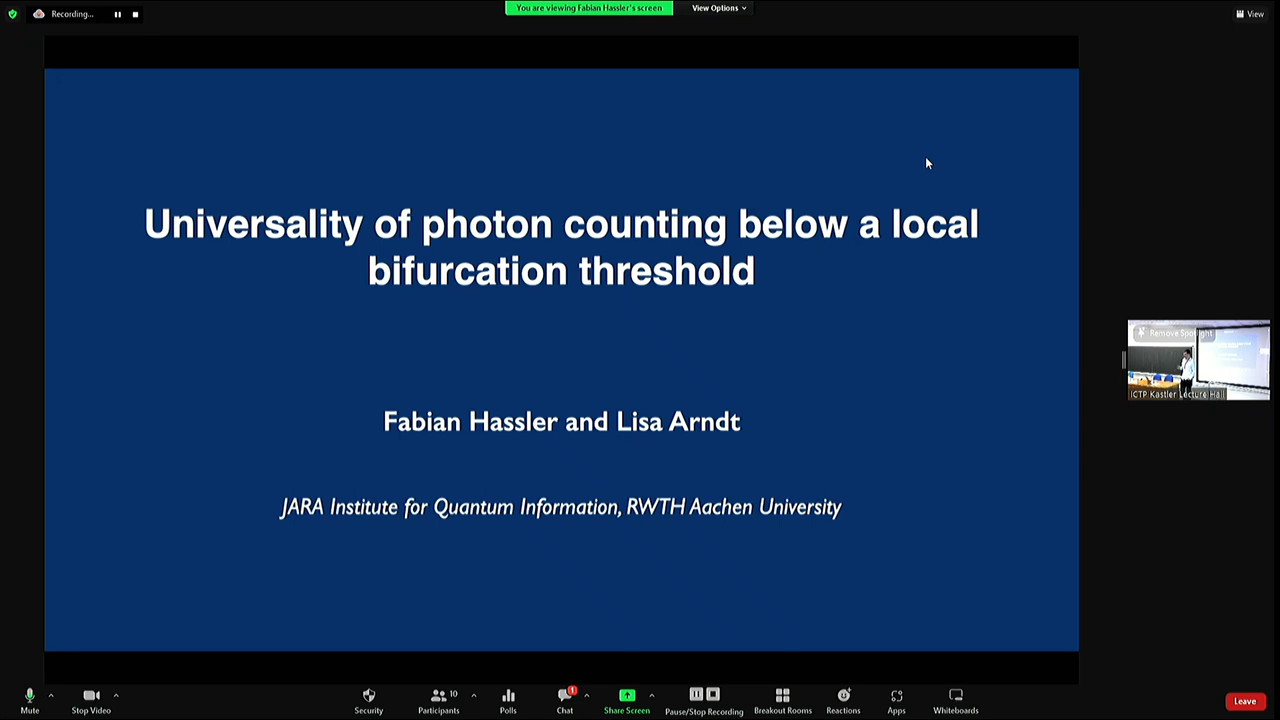 Recording...
You are viewing Fabian Hassler's screen
View Options
View
Universality of photon counting below a local
bifurcation threshold
Fabian Hassler and Lisa Arndt
JARA Institute for Quantum Information, RWTH Aachen University
Remove Spotlight
ICTP Kastler Lecture Hall
Mute
Stop Video
Security
Participants
10
Polls
Chat
1
Share Screen
Pause/Stop Recording
Breakout Rooms
Reactions
Apps
Whiteboards
Leave